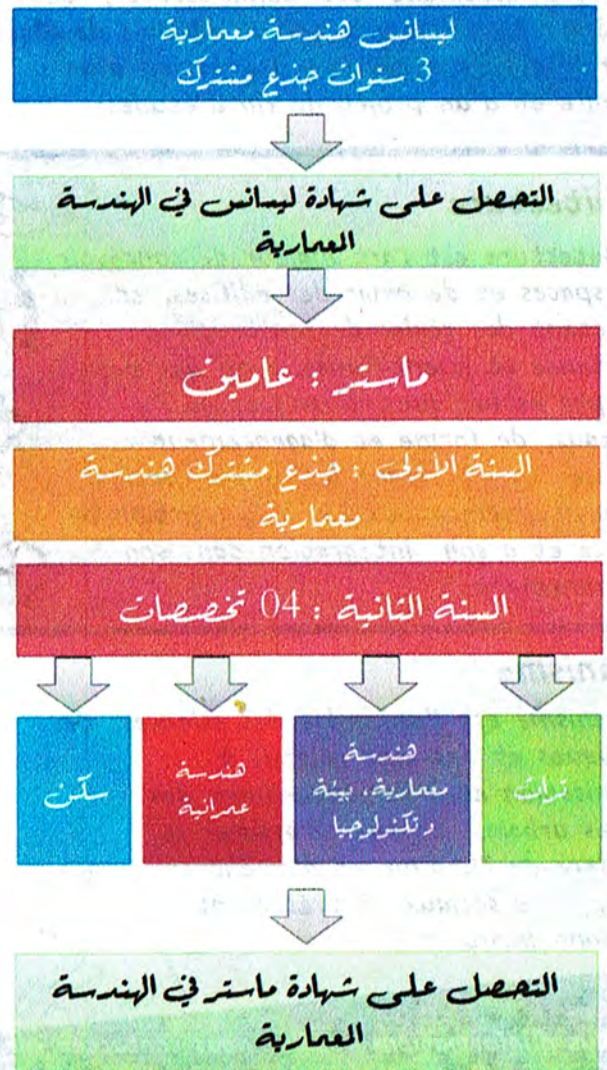 ليسانس هندسة معمارية
3 سنوات جذع مشترك
التحصل على شهادة ليسانس في الهندسة
المعمارية
ماستر : عامين
السنة الأولى : جذع مشترك هندسة
معمارية
السنة الثانية : 04 تخصصات
تراث
هندسة
معمارية، بيئة
وتكنولوجيا
هندسة
عمرانية
سكن
التحصل على شهادة ماستر في الهندسة
المعمارية